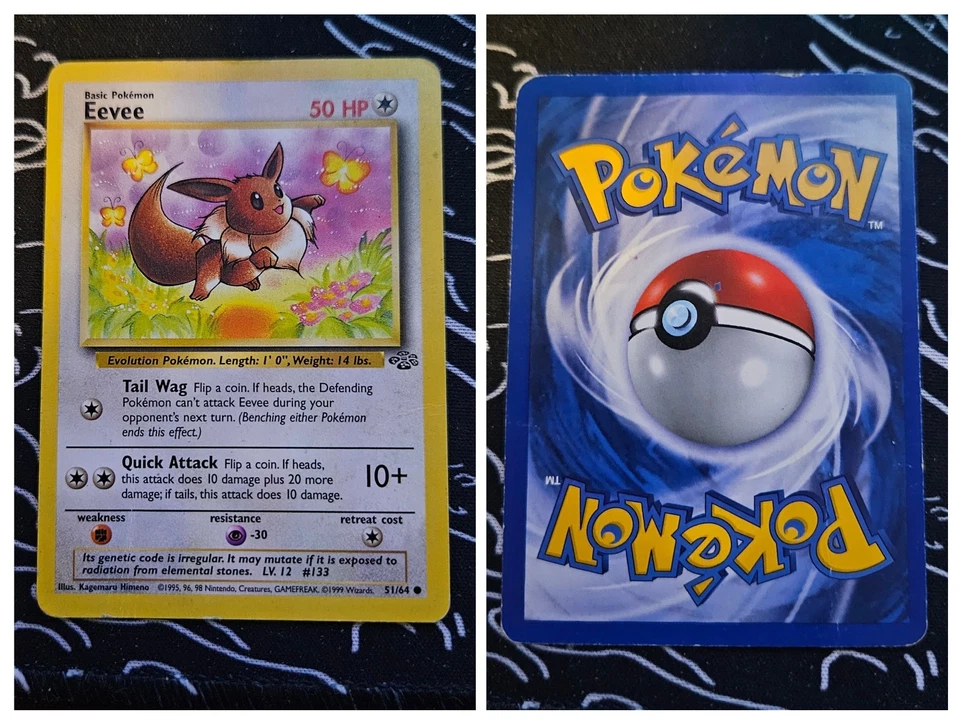 Basic Pokémon
Eevee
50 HP
Evolution Pokémon. Length: 1' 0", Weight: 14 lbs.
Tail Wag Flip a coin. If heads, the Defending
Pokémon can't attack Eevee during your
opponent's next turn. (Benching either Pokémon
ends this effect.)
Quick Attack Flip a coin. If heads,
this attack does 10 damage plus 20 more
damage; if tails, this attack does 10 damage.
10+
weakness resistance retreat cost
-30
Its genetic code is irregular. It may mutate if it is exposed to
radiation from elemental stones. LV. 12 #133
Illus. Kagemaru Himeno ©1995, 96, 98 Nintendo, Creatures, GAMEFREAK. ©1999 Wizards. 51/64
POKéMON
TM
POKéMON
TM